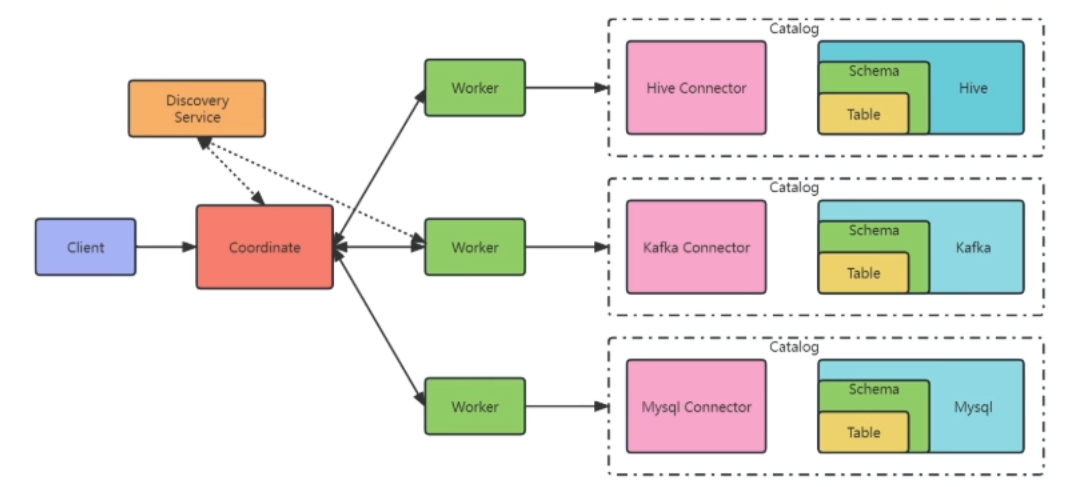 Catalog
Hive Connector
Schema
Table
Hive
Worker
Discovery
Service
Catalog
Kafka Connector
Schema
Table
Kafka
Client
Coordinate
Worker
Catalog
Mysql Connector
Schema
Table
Mysql
Worker